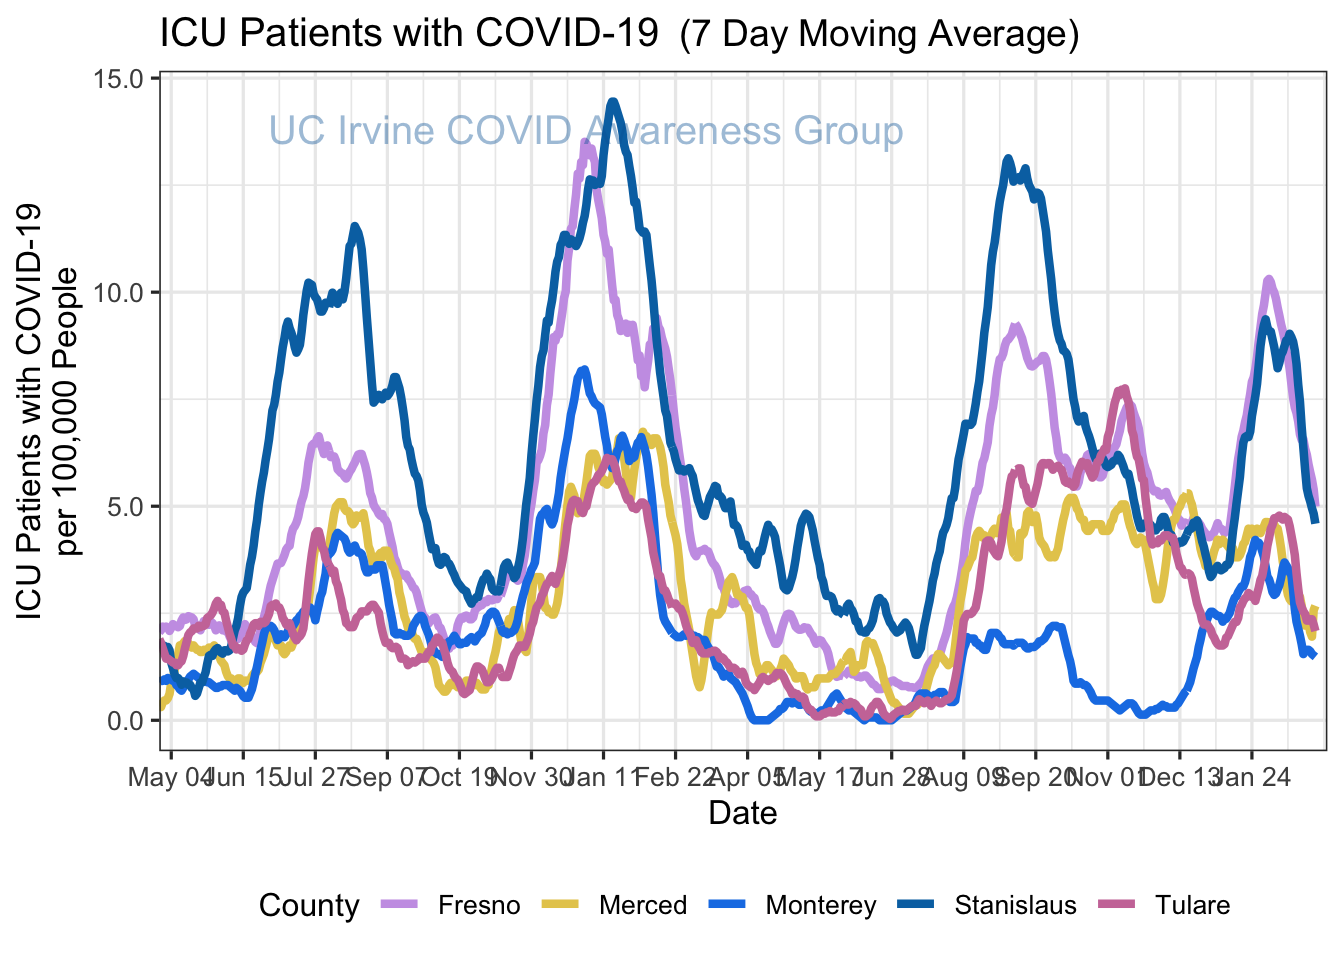 ICU Patients with COVID-19 (7 Day Moving Average)
UC Irvine COVID Awareness Group
ICU Patients with COVID-19
per 100,000 People
15.0
10.0
5.0
0.0
May 04 Jun 15 Jul 27 Sep 07 Oct 19 Nov 30 Jan 11 Feb 22 Apr 05 May 17 Jun 28 Aug 09 Sep 20 Nov 01 Dec 13 Jan 24
Date
County Fresno Merced Monterey Stanislaus Tulare